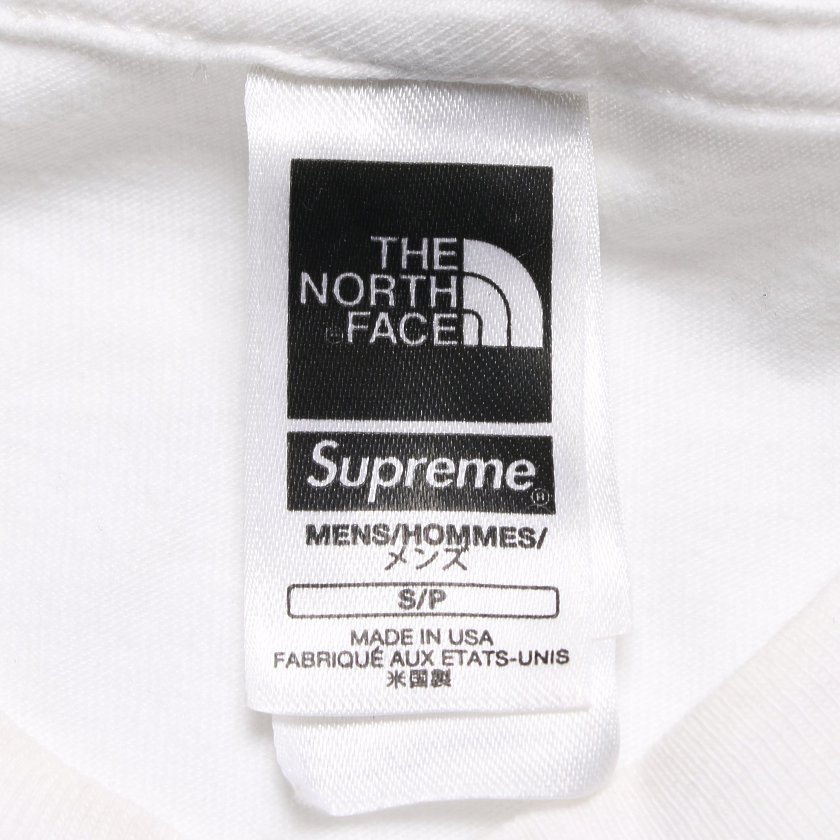 THE
NORTH
FACE
Supreme®
MENS/HOMMES/
メンズ
S/P
MADE IN USA
FABRIQUÉ AUX ETATS-UNIS
米国製